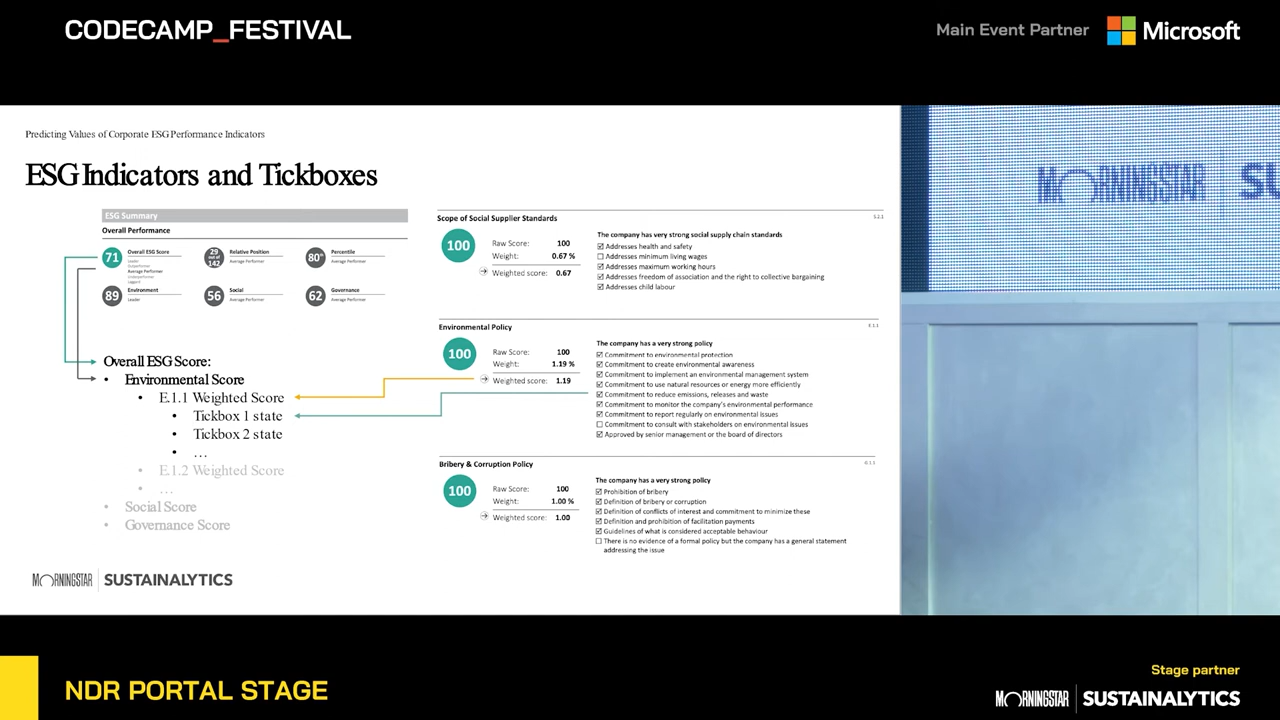 CODECAMP_FESTIVAL
Main Event Partner Microsoft
Predicting Values of Corporate ESG Performance Indicators
ESG Indicators and Tickboxes
ESG Summary
Overall Performance
71
Overall ESG Score
Leader
Outperformer
Average Performer
Underperformer
Laggard
out of
142
Relative Position
Average Performer
80
Percentile
Average Performer
89
Environment
Leader
56
Social
Average Performer
62
Governance
Average Performer
Overall ESG Score:
• Environmental Score
• E.1.1 Weighted Score
• Tickbox 1 state
• Tickbox 2 state
• …
• E.1.2 Weighted Score
• …
• Social Score
• Governance Score
MORNINGSTAR SUSTAINALYTICS
Scope of Social Supplier Standards
100
Raw Score: 100
Weight: 0.67 %
Weighted score: 0.67
The company has very strong social supply chain standards
Addresses health and safety
Addresses minimum living wages
Addresses maximum working hours
Addresses freedom of association and the right to collective bargaining
Addresses child labour
Environmental Policy
100
Raw Score: 100
Weight: 1.19 %
Weighted score: 1.19
The company has a very strong policy
Commitment to environmental protection
Commitment to create environmental awareness
Commitment to implement an environmental management system
Commitment to use natural resources or energy more efficiently
Commitment to reduce emissions, releases and waste
Commitment to monitor the company's environmental performance
Commitment to report regularly on environmental issues
Commitment to consult with stakeholders on environmental issues
Approved by senior management or the board of directors
Bribery & Corruption Policy
100
Raw Score: 100
Weight: 1.00 %
Weighted score: 1.00
The company has a very strong policy
Prohibition of bribery
Definition of bribery or corruption
Definition of conflicts of interest and commitment to minimize these
Definition and prohibition of facilitation payments
Guidelines of what is considered acceptable behaviour
There is no evidence of a formal policy but the company has a general statement
addressing the issue
MORNINGSTAR SU
NDR PORTAL STAGE
Stage partner
MORNINGSTAR SUSTAINALYTICS